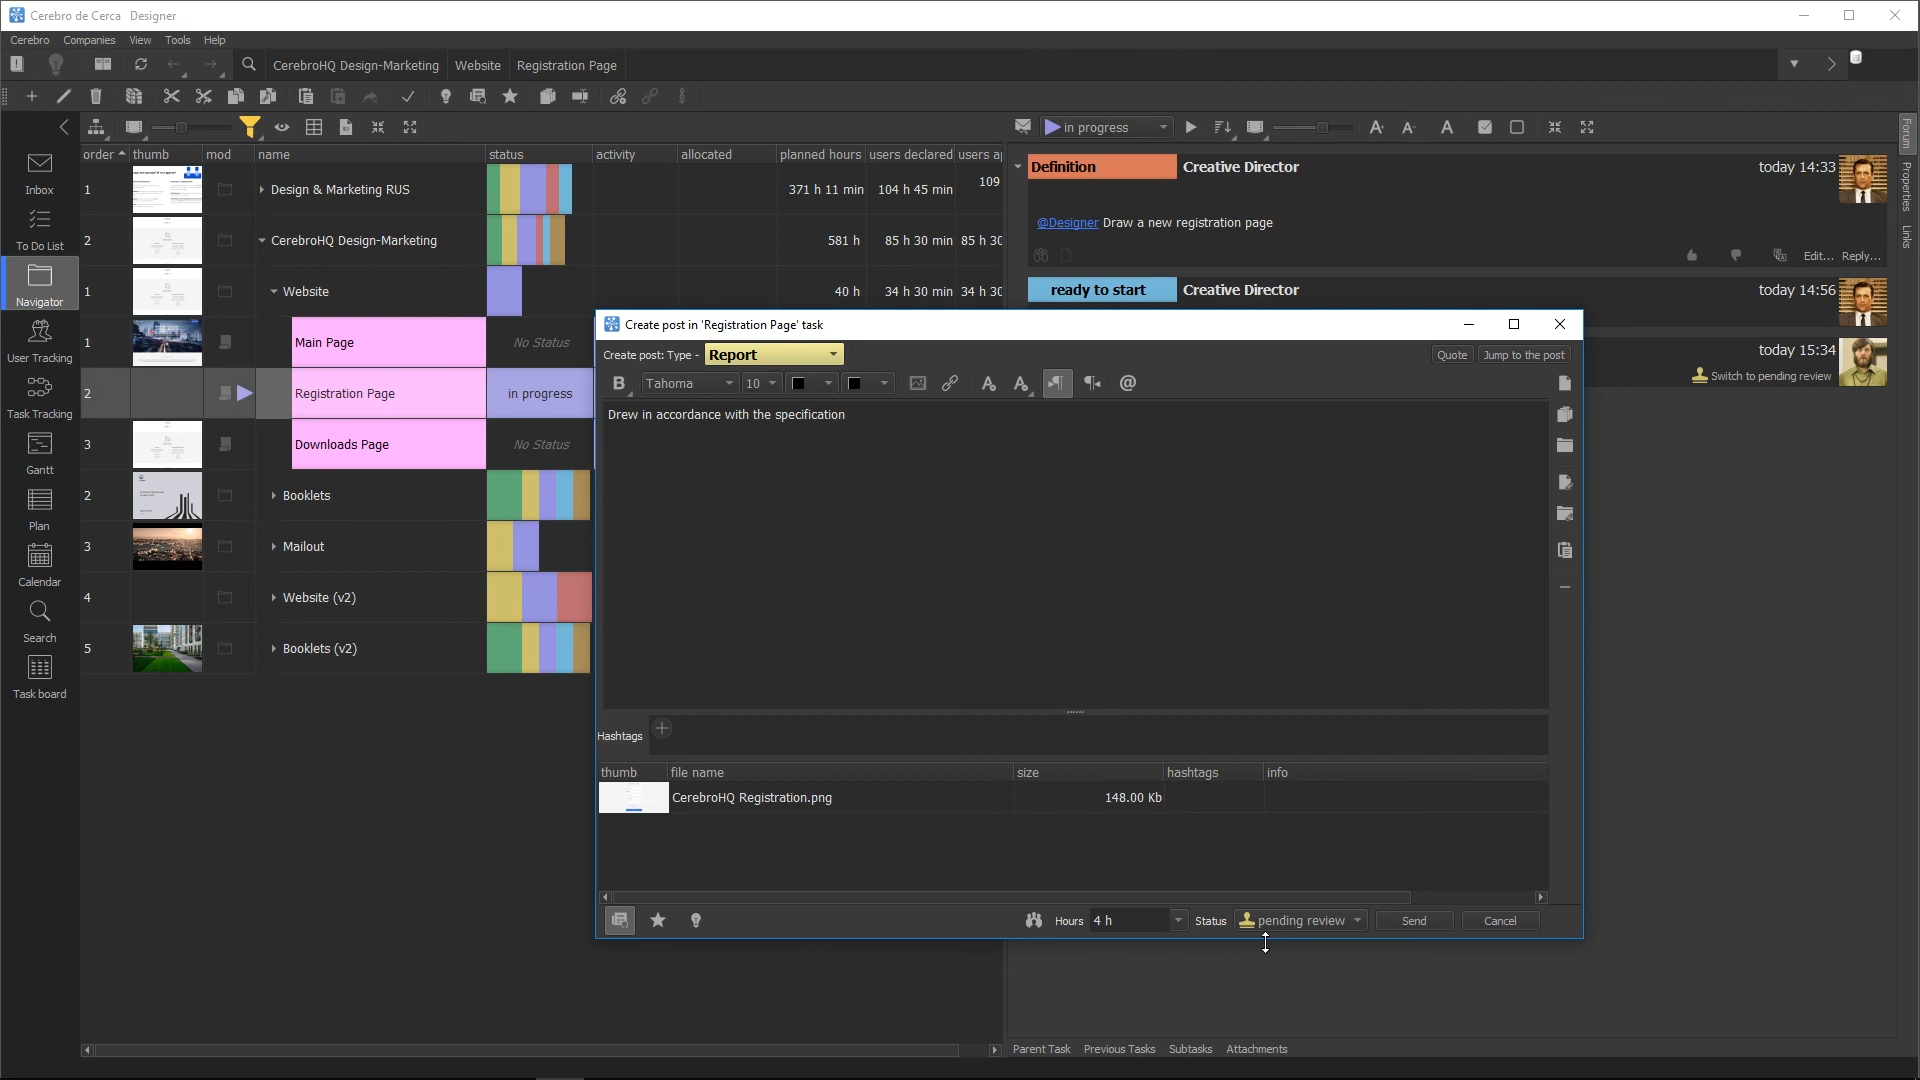 Cerebro de Cerca   Designer
Cerebro   Companies   View   Tools   Help
CerebroHQ Design-Marketing   Website   Registration Page
in progress
Inbox
To Do List
Navigator
User Tracking
Task Tracking
Gantt
Plan
Calendar
Search
Task board
order   thumb   mod   name   status   activity   allocated   planned hours   users declared   users ap
1   Design & Marketing RUS   371 h 11 min   104 h 45 min   109
2   CerebroHQ Design-Marketing   581 h   85 h 30 min   85 h 30
1   Website   40 h   34 h 30 min   34 h 30
1   Main Page   No Status
2   Registration Page   in progress
3   Downloads Page   No Status
2   Booklets
3   Mailout
4   Website (v2)
5   Booklets (v2)
Definition   Creative Director   today 14:33
@Designer Draw a new registration page
Edit...   Reply...
ready to start   Creative Director   today 14:56
today 15:34
Switch to pending review
Forum
Properties
Links
Create post in 'Registration Page' task
Create post: Type - Report   Quote   Jump to the post
B   Tahoma   10
Drew in accordance with the specification
Hashtags
thumb   file name   size   hashtags   info
CerebroHQ Registration.png   148.00 Kb
Hours   4 h   Status   pending review   Send   Cancel
Parent Task   Previous Tasks   Subtasks   Attachments